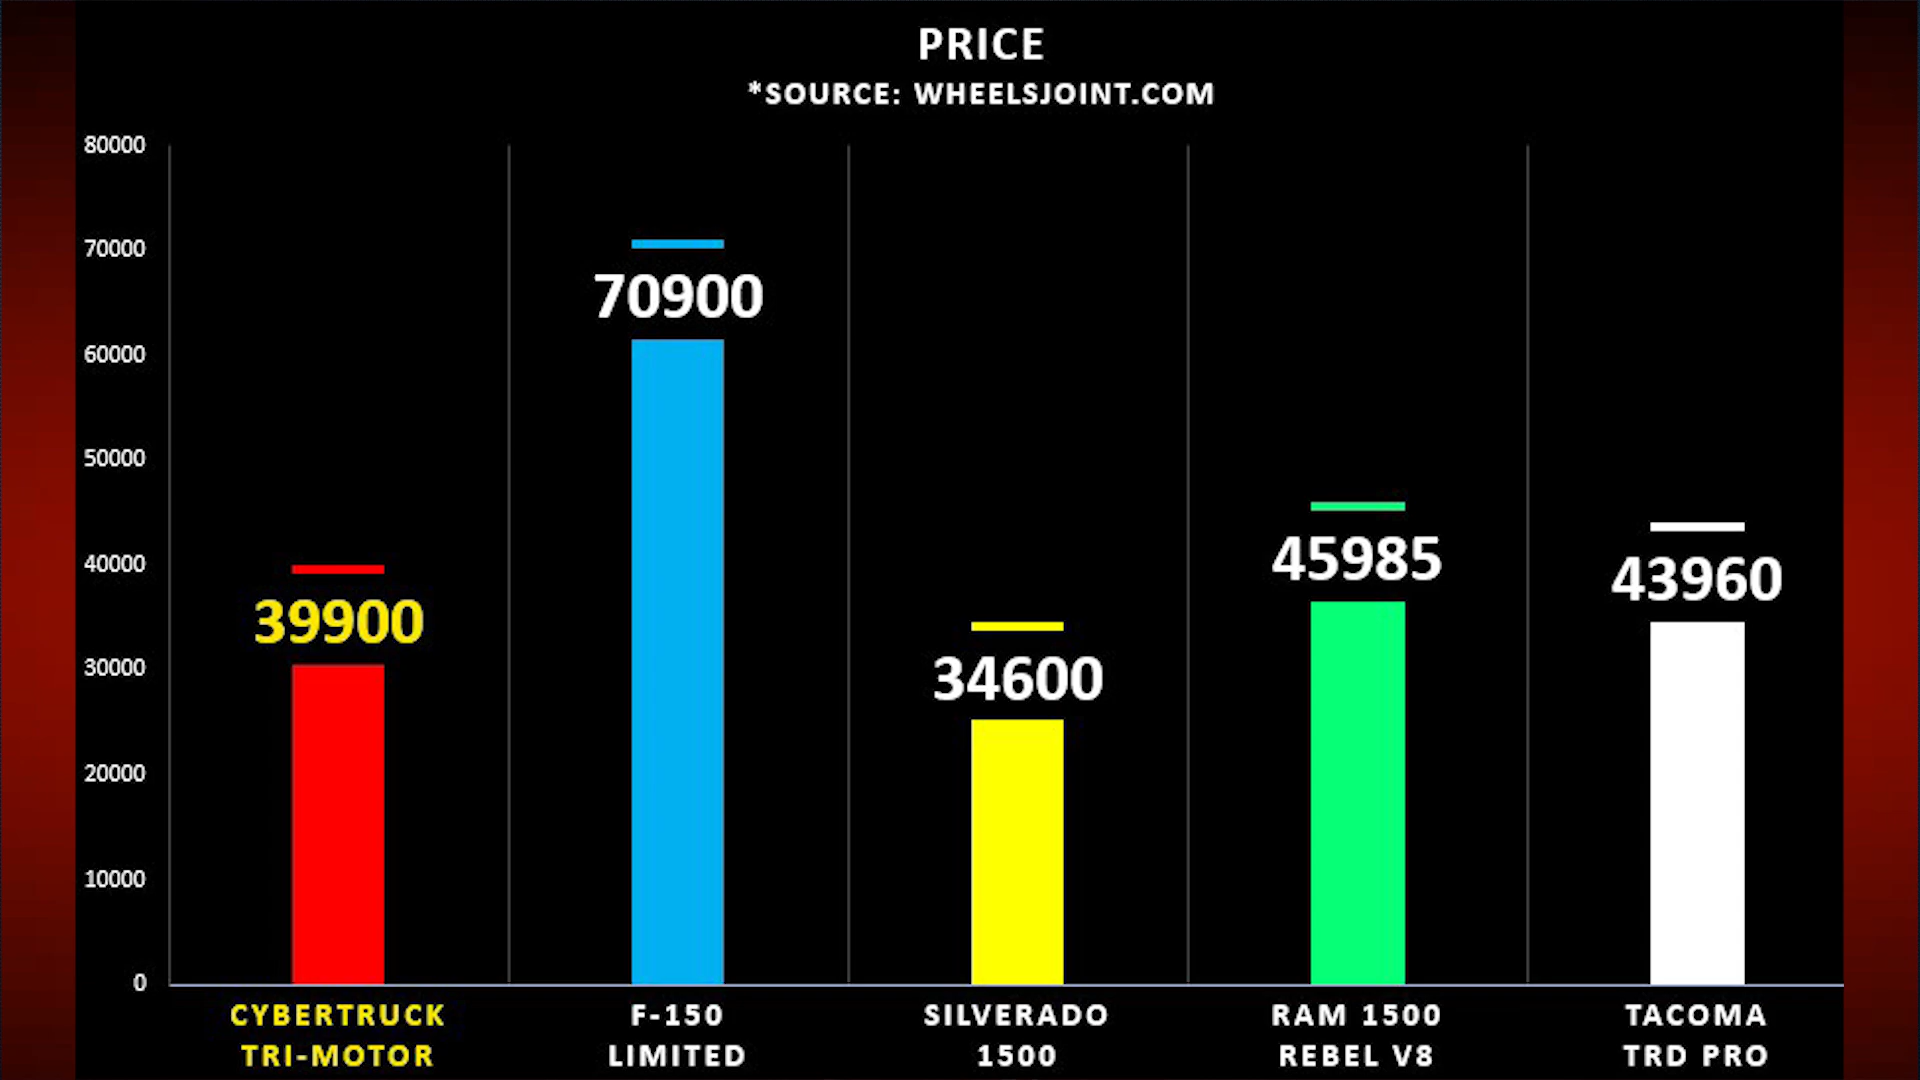 PRICE
*SOURCE: WHEELSJOINT.COM
80000
70000
60000
50000
40000
30000
20000
10000
0
39900
70900
34600
45985
43960
CYBERTRUCK
TRI-MOTOR
F-150
LIMITED
SILVERADO
1500
RAM 1500
REBEL V8
TACOMA
TRD PRO